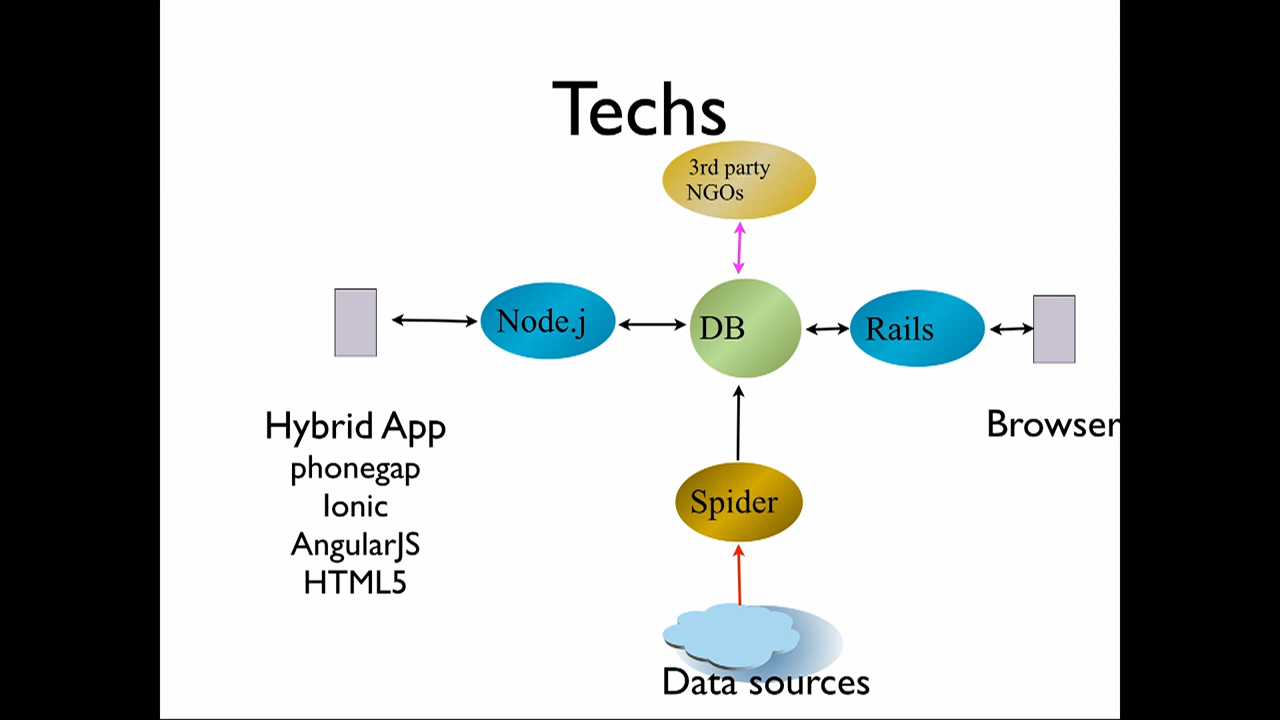 Techs
3rd party
NGOs
Node.j
DB
Rails
Hybrid App
phonegap
Ionic
AngularJS
HTML5
Browser
Spider
Data sources